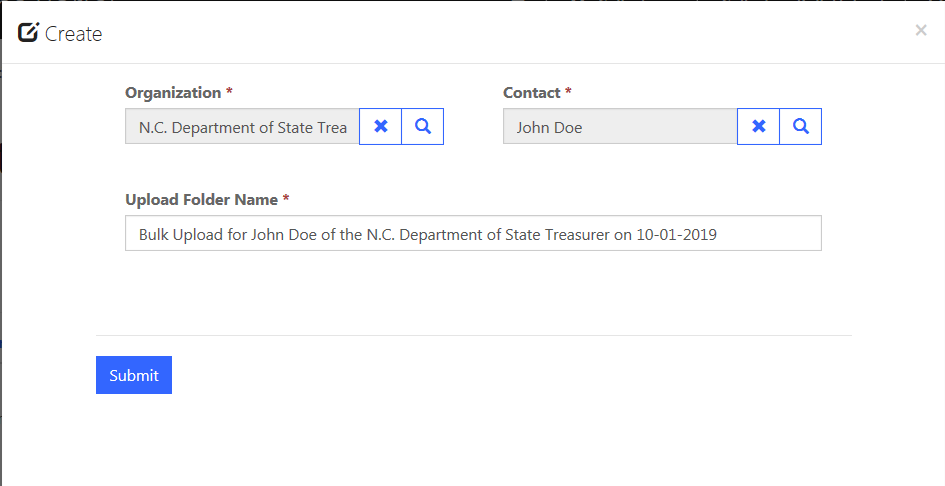 Create
×
Organization *
Contact *
N.C. Department of State Trea
John Doe
Upload Folder Name *
Bulk Upload for John Doe of the N.C. Department of State Treasurer on 10-01-2019
Submit